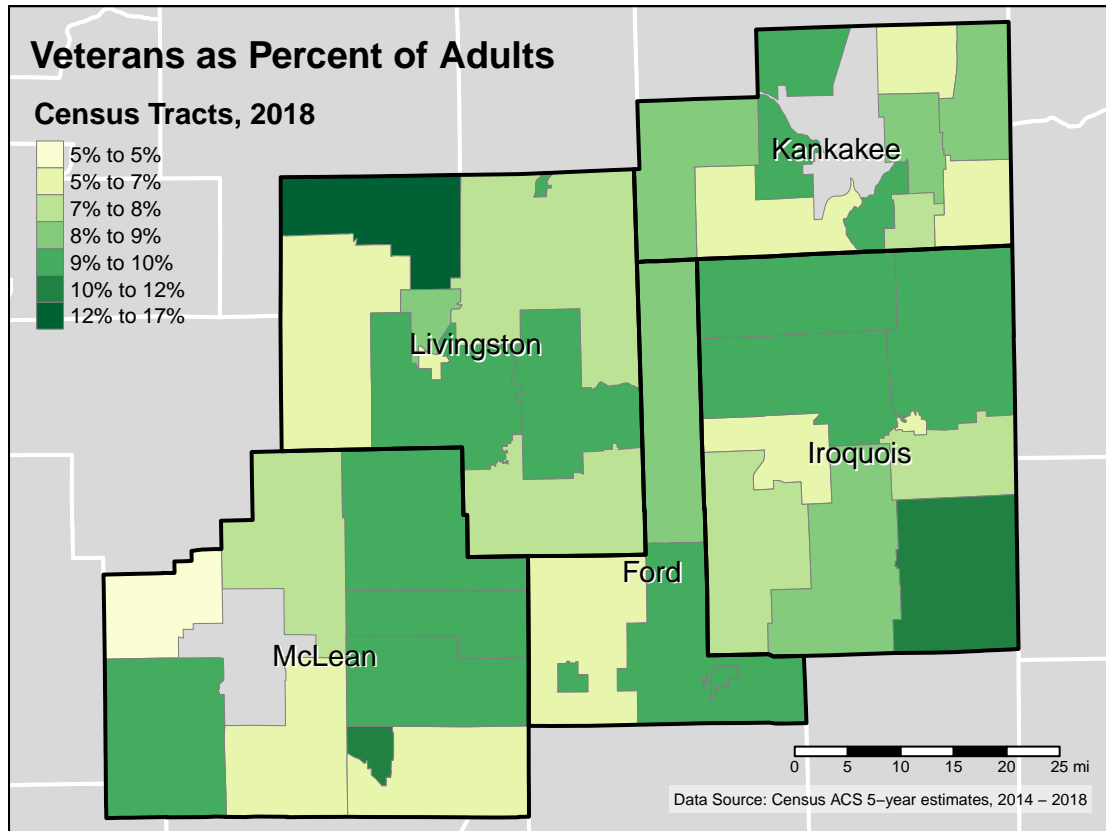 Veterans as Percent of Adults
Census Tracts, 2018
5% to 5%
5% to 7%
7% to 8%
8% to 9%
9% to 10%
10% to 12%
12% to 17%
Kankakee
Livingston
Iroquois
Ford
McLean
0 5 10 15 20 25 mi
Data Source: Census ACS 5−year estimates, 2014 − 2018